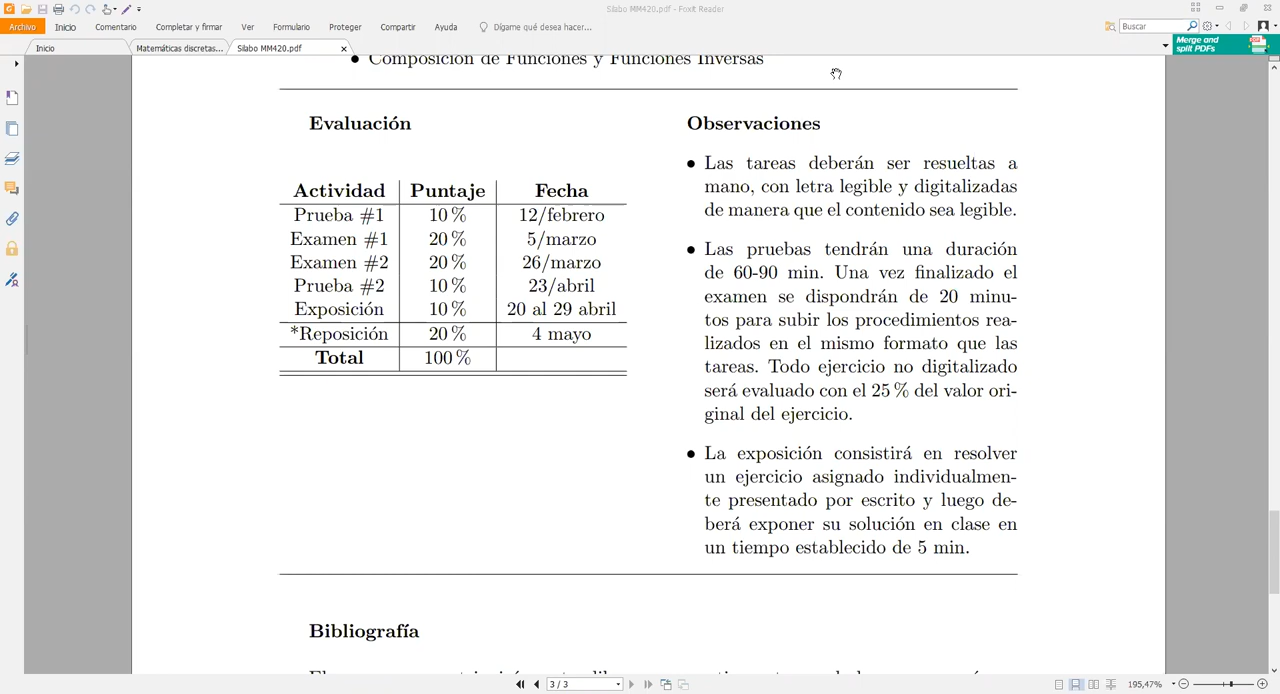 Silabo MM420.pdf - Foxit Reader
Archivo Inicio Comentario Completar y firmar Ver Formulario Proteger Compartir Ayuda Dígame qué desea hacer... Buscar
Inicio Matemáticas discretas... Silabo MM420.pdf
Merge and
split PDFs
• Composición de Funciones y Funciones Inversas
Evaluación
Actividad Puntaje Fecha
Prueba #1 10 % 12/febrero
Examen #1 20 % 5/marzo
Examen #2 20 % 26/marzo
Prueba #2 10 % 23/abril
Exposición 10 % 20 al 29 abril
*Reposición 20 % 4 mayo
Total 100 %
Observaciones
• Las tareas deberán ser resueltas a
mano, con letra legible y digitalizadas
de manera que el contenido sea legible.
• Las pruebas tendrán una duración
de 60-90 min. Una vez finalizado el
examen se dispondrán de 20 minu-
tos para subir los procedimientos rea-
lizados en el mismo formato que las
tareas. Todo ejercicio no digitalizado
será evaluado con el 25 % del valor ori-
ginal del ejercicio.
• La exposición consistirá en resolver
un ejercicio asignado individualmen-
te presentado por escrito y luego de-
berá exponer su solución en clase en
un tiempo establecido de 5 min.
Bibliografía
3 / 3
195,47%